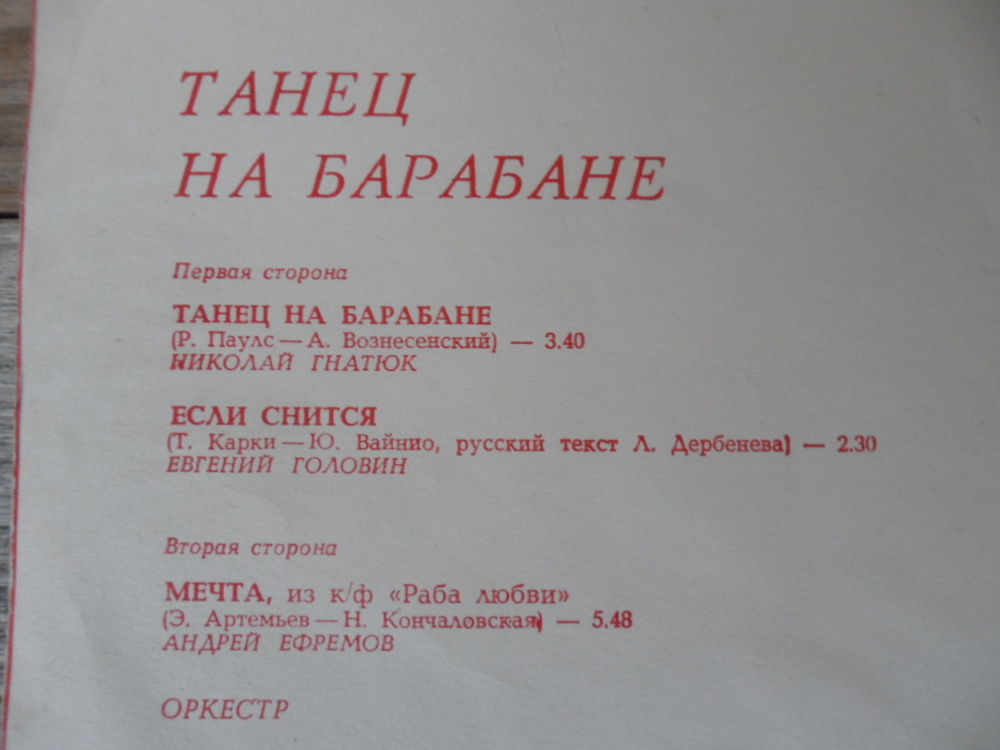 ТАНЕЦ
НА БАРАБАНЕ
Первая сторона
ТАНЕЦ НА БАРАБАНЕ
(Р. Паулс — А. Вознесенский) — 3.40
НИКОЛАЙ ГНАТЮК
ЕСЛИ СНИТСЯ
(Т. Карки — Ю. Вайнио, русский текст Л. Дербенева) — 2.30
ЕВГЕНИЙ ГОЛОВИН
Вторая сторона
МЕЧТА, из к/ф «Раба любви»
(Э. Артемьев — Н. Кончаловская) — 5.48
АНДРЕЙ ЕФРЕМОВ
ОРКЕСТР